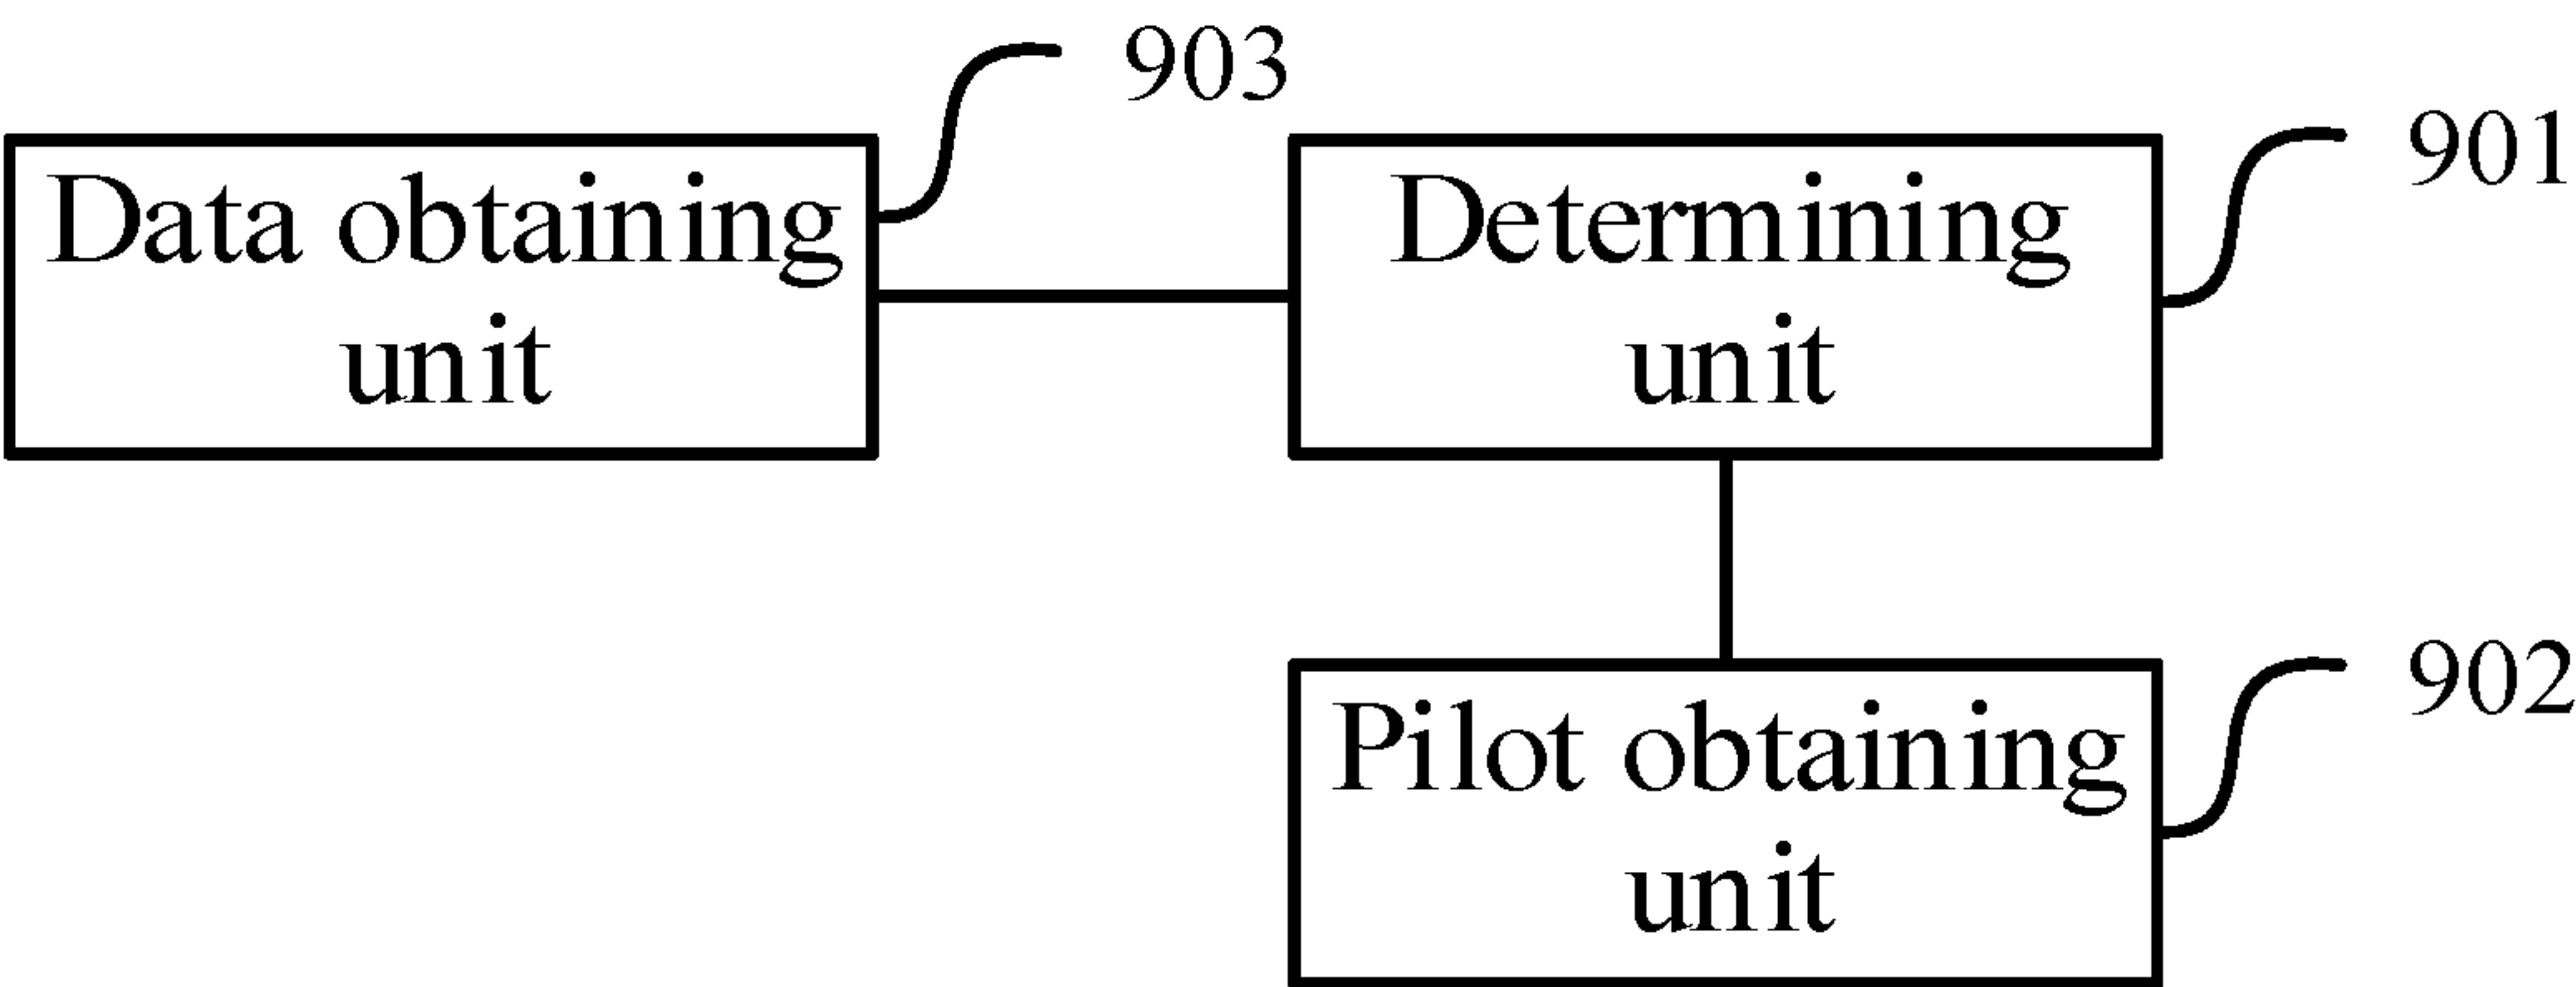 903
901
Data obtaining
unit
Determining
unit
902
Pilot obtaining
unit